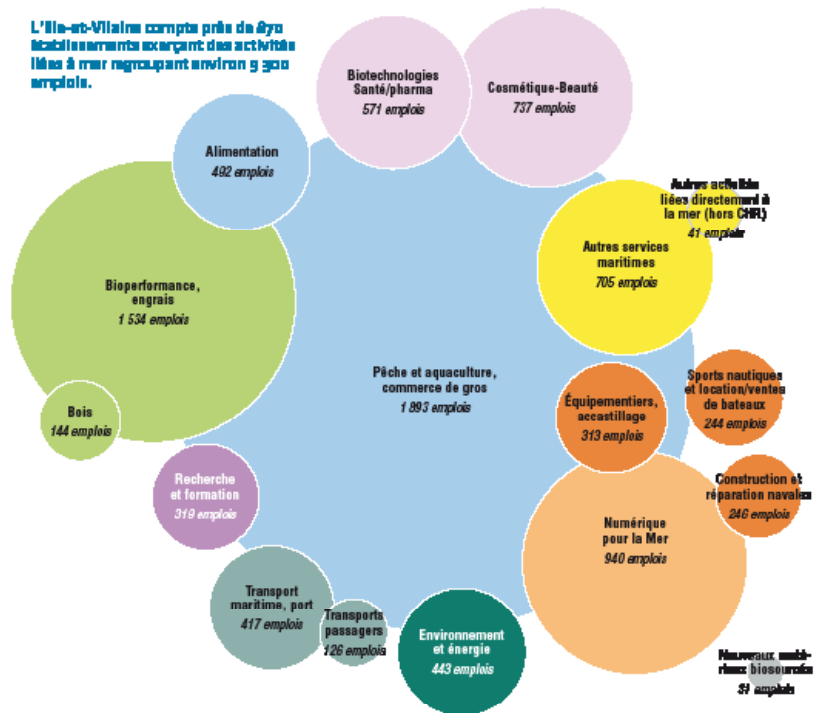 L'Ille-et-Vilaine compte près de 870
établissements exerçant des activités
liées à mer regroupant environ 9 300
emplois.
Biotechnologies
Santé/pharma
571 emplois
Cosmétique-Beauté
737 emplois
Alimentation
492 emplois
Autres activités
liées directement à
la mer (hors CHR)
41 emplois
Autres services
maritimes
705 emplois
Bioperformance,
engrais
1 534 emplois
Pêche et aquaculture,
commerce de gros
1 893 emplois
Sports nautiques
et location/ventes
de bateaux
244 emplois
Équipementiers,
accastillage
313 emplois
Bois
144 emplois
Recherche
et formation
319 emplois
Construction et
réparation navales
246 emplois
Numérique
pour la Mer
940 emplois
Transport
maritime, port
417 emplois
Transports
passagers
126 emplois
Environnement
et énergie
443 emplois
Nouveaux maté-
riaux biosourcés
31 emplois